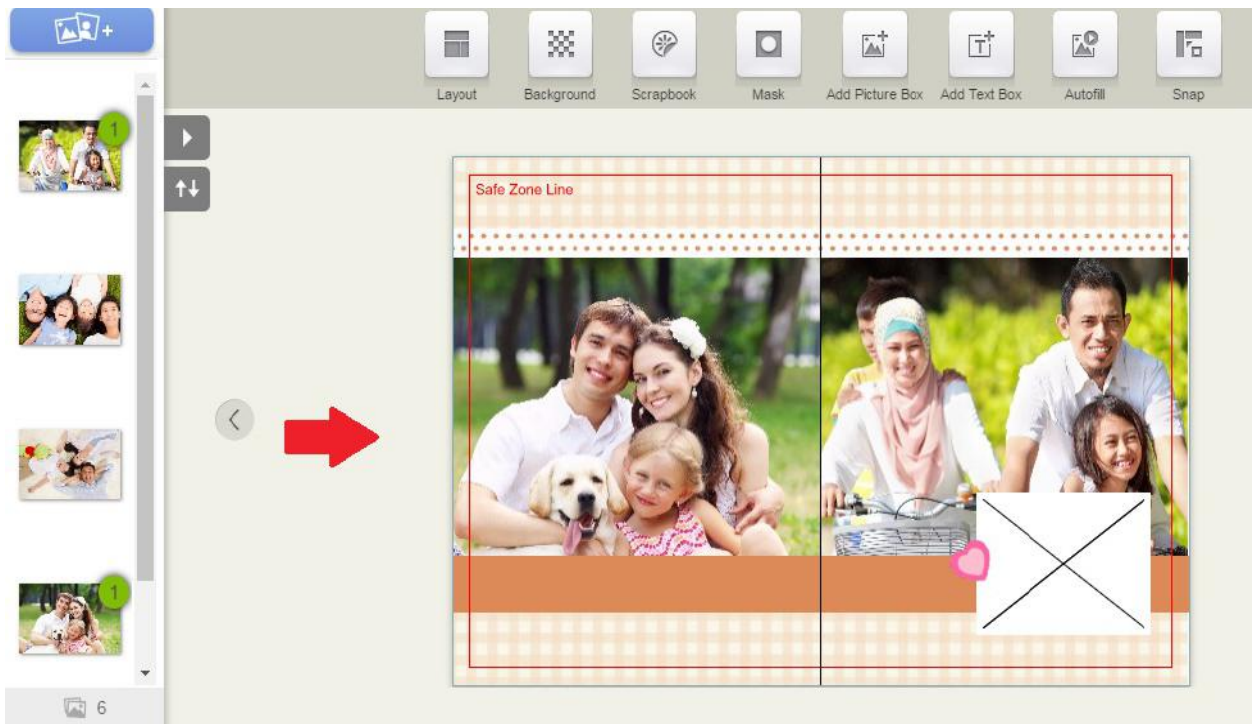 Layout
Background
Scrapbook
Mask
Add Picture Box
Add Text Box
Autofill
Snap
1
Safe Zone Line
1
6